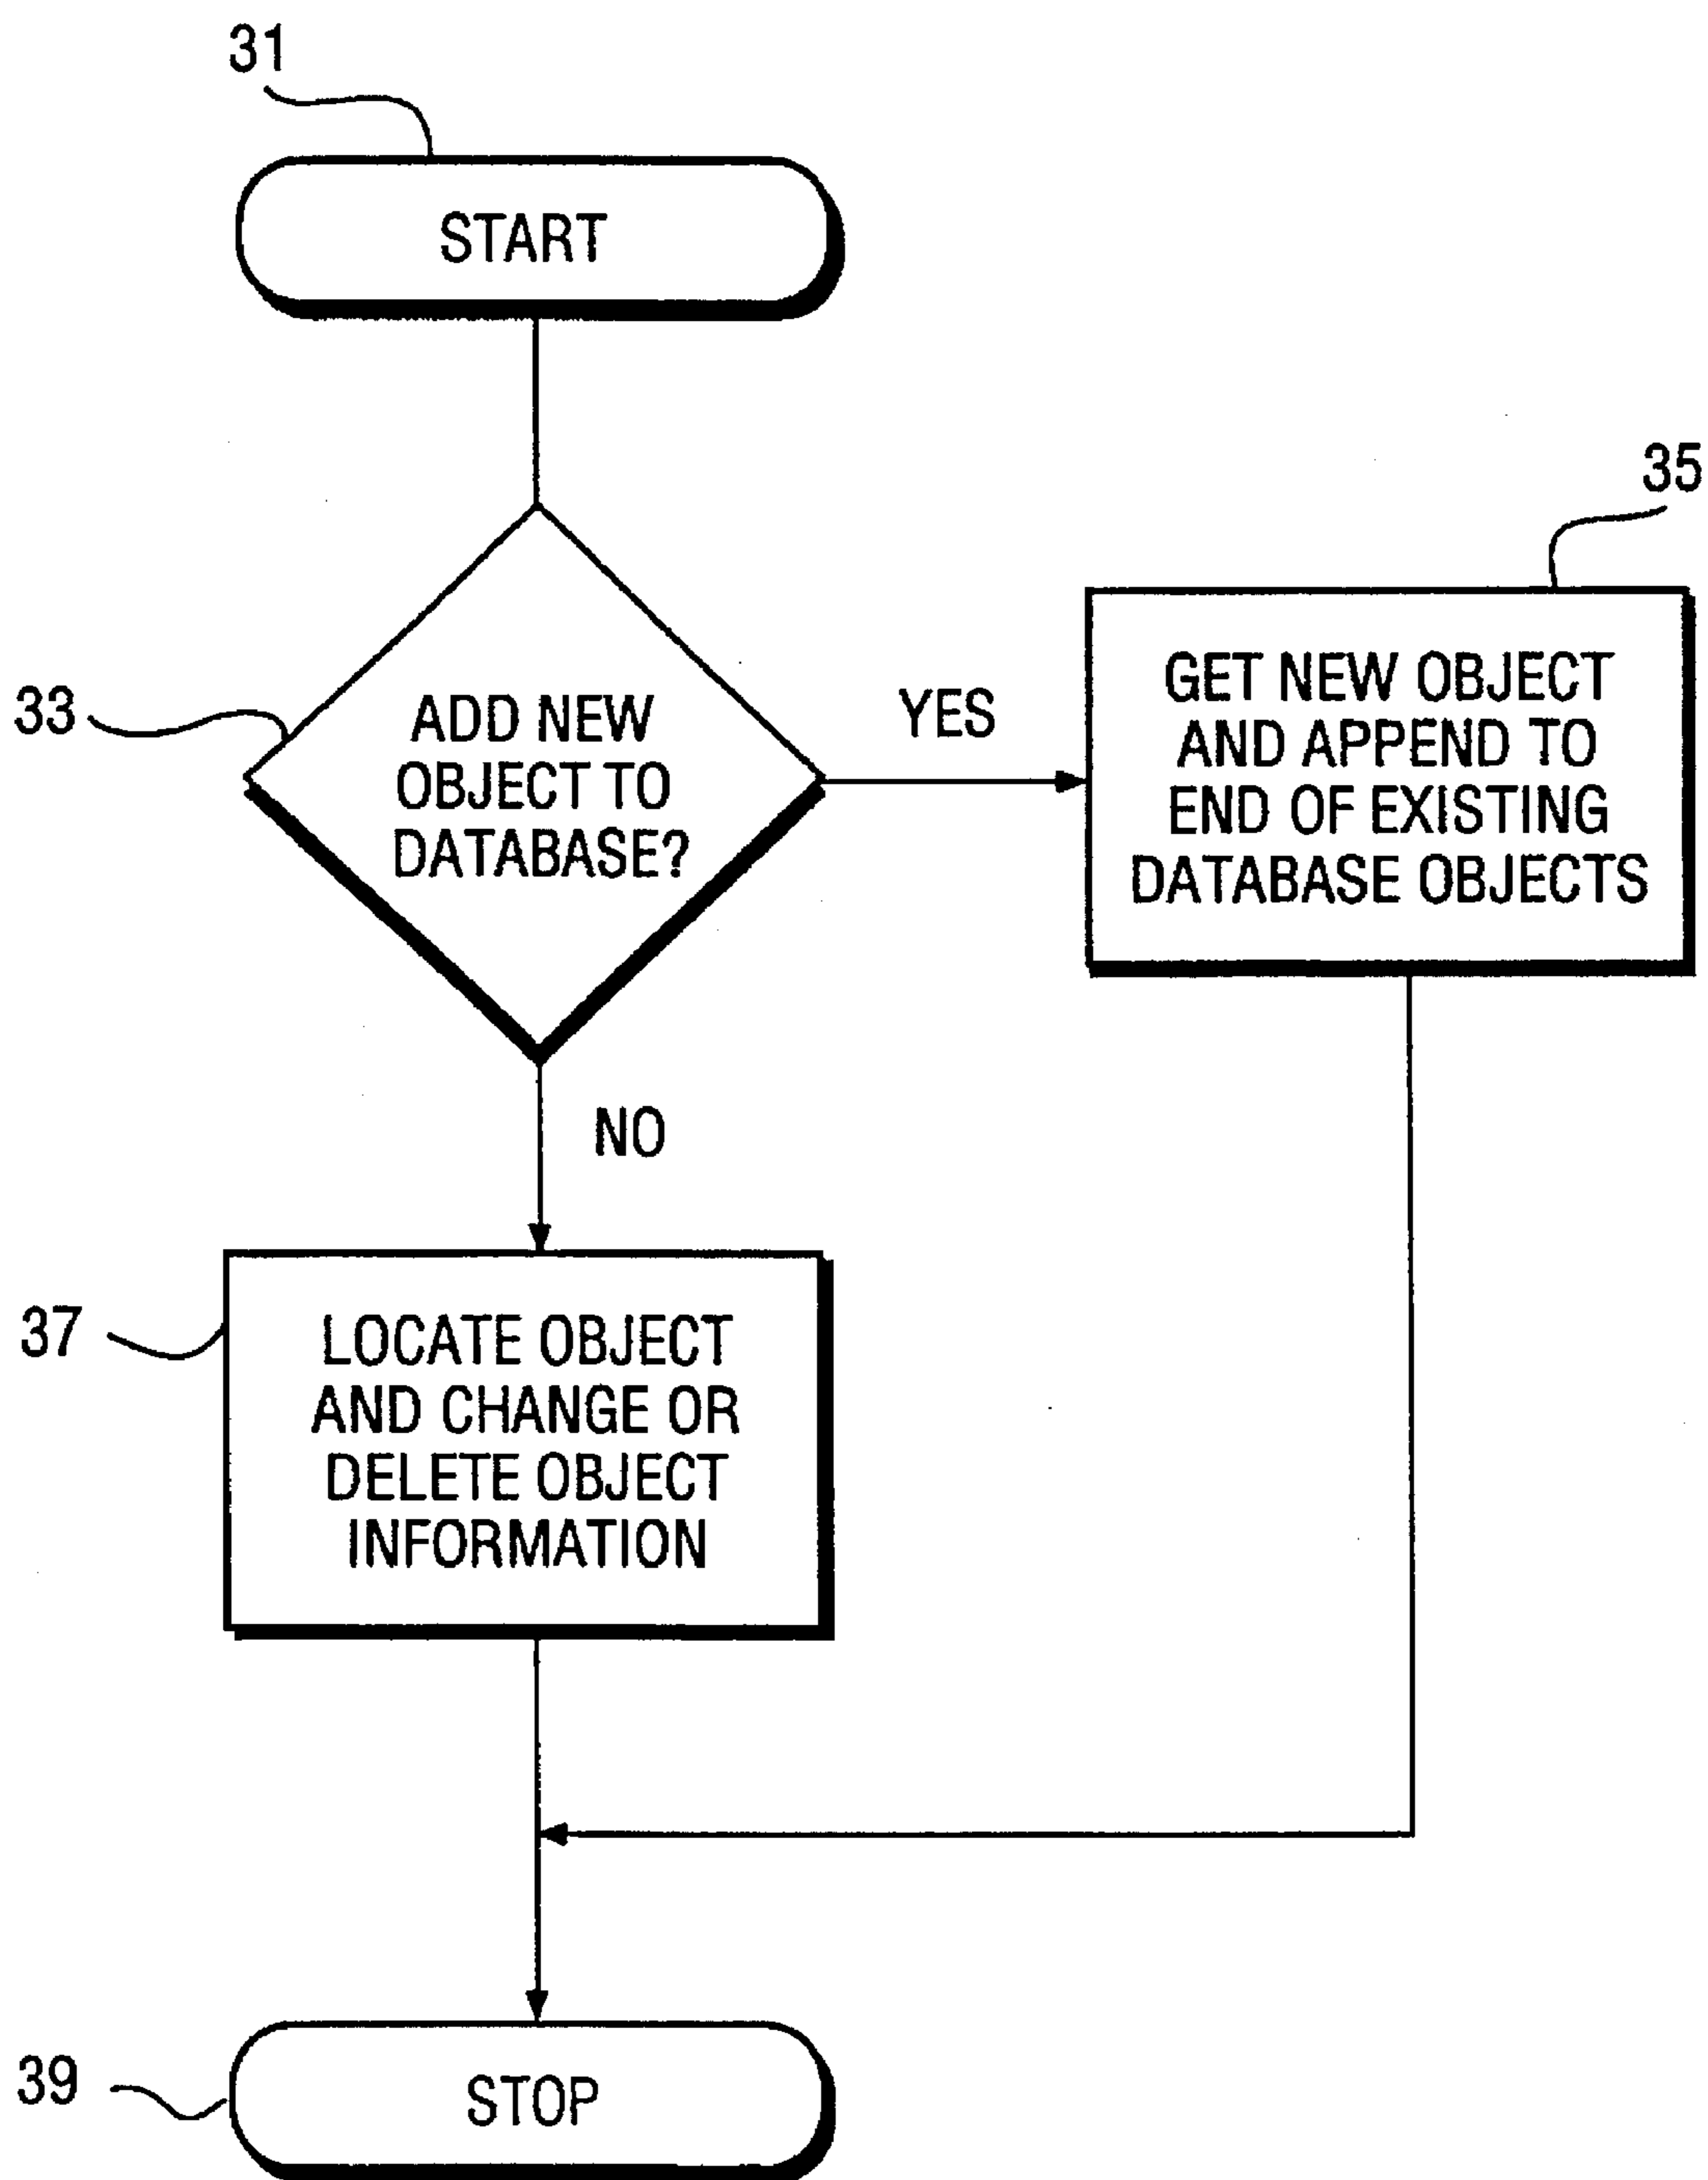 31
START
33
ADD NEW
OBJECT TO
DATABASE?
YES
35
GET NEW OBJECT
AND APPEND TO
END OF EXISTING
DATABASE OBJECTS
NO
37
LOCATE OBJECT
AND CHANGE OR
DELETE OBJECT
INFORMATION
39
STOP